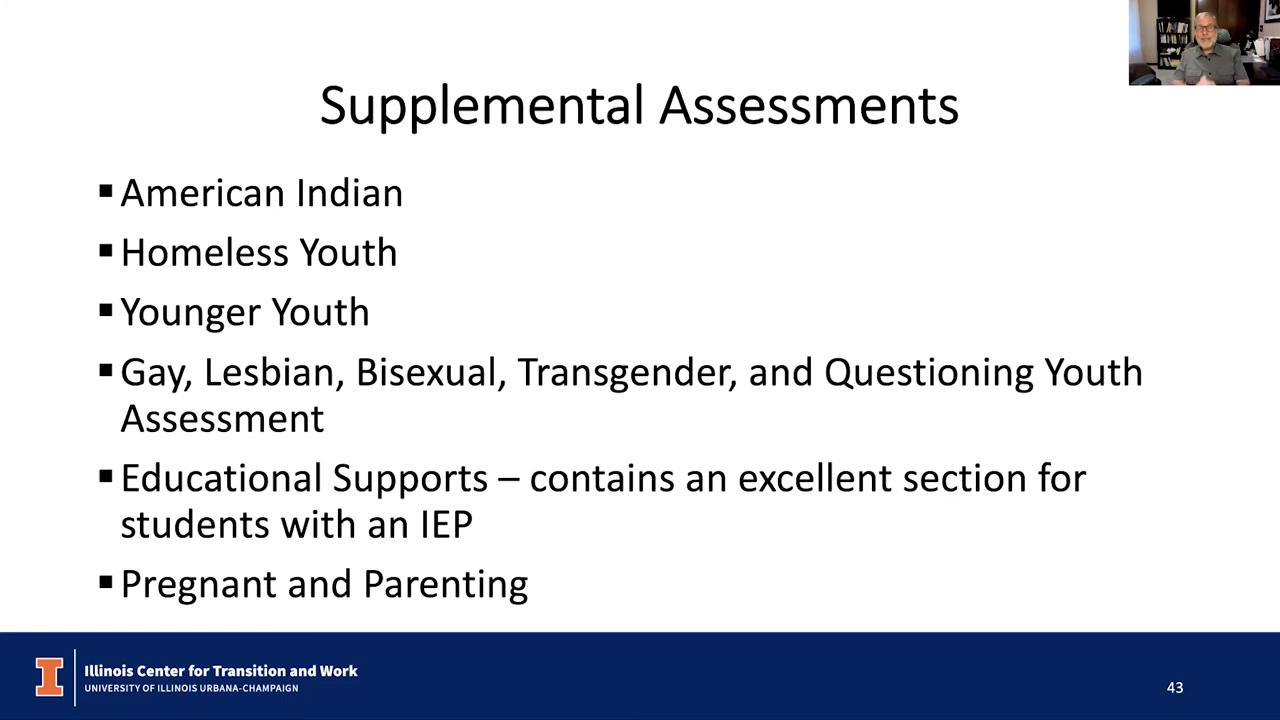 Supplemental Assessments
▪ American Indian
▪ Homeless Youth
▪ Younger Youth
▪ Gay, Lesbian, Bisexual, Transgender, and Questioning Youth
Assessment
▪ Educational Supports – contains an excellent section for
students with an IEP
▪ Pregnant and Parenting
I
Illinois Center for Transition and Work
UNIVERSITY OF ILLINOIS URBANA-CHAMPAIGN
43